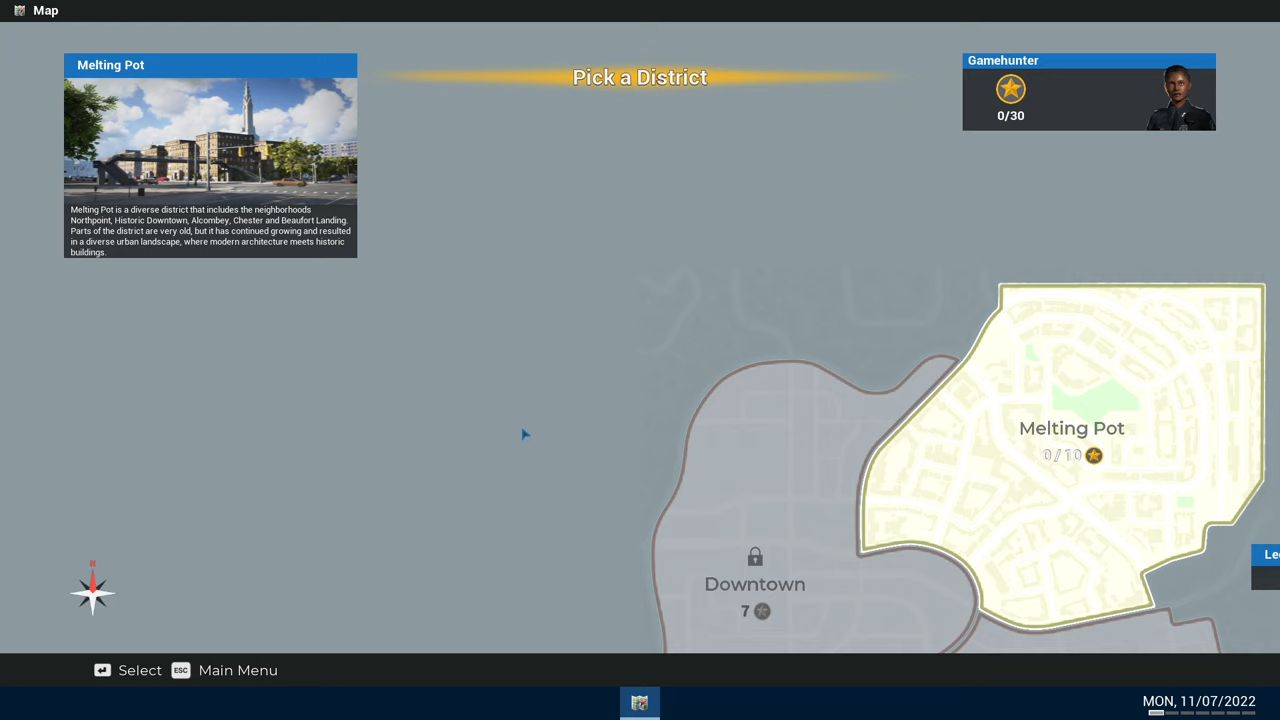 Map
Melting Pot
Melting Pot is a diverse district that includes the neighborhoods
Northpoint, Historic Downtown, Alcombey, Chester and Beaufort Landing.
Parts of the district are very old, but it has continued growing and resulted
in a diverse urban landscape, where modern architecture meets historic
buildings.
Pick a District
Gamehunter
0/30
Melting Pot
0/10
Downtown
7
N
ESC
Select
Main Menu
MON, 11/07/2022